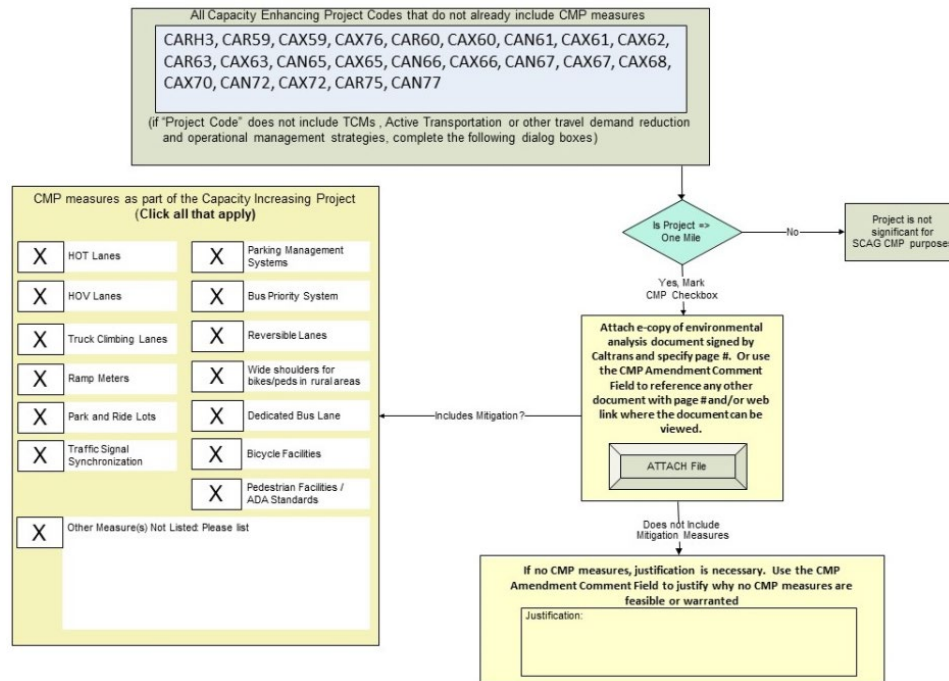 All Capacity Enhancing Project Codes that do not already include CMP measures
CARH3, CAR59, CAX59, CAX76, CAR60, CAX60, CAN61, CAX61, CAX62,
CAR63, CAX63, CAN65, CAX65, CAN66, CAX66, CAN67, CAX67, CAX68,
CAX70, CAN72, CAX72, CAR75, CAN77
(if "Project Code" does not include TCMs , Active Transportation or other travel demand reduction
and operational management strategies, complete the following dialog boxes)
Is Project =>
One Mile
No
Project is not
significant for
SCAG CMP purposes
Yes, Mark
CMP Checkbox
Attach e-copy of environmental
analysis document signed by
Caltrans and specify page #. Or use
the CMP Amendment Comment
Field to reference any other
document with page # and/or web
link where the document can be
viewed.
ATTACH File
Includes Mitigation?
CMP measures as part of the Capacity Increasing Project
(Click all that apply)
X HOT Lanes
X HOV Lanes
X Truck Climbing Lanes
X Ramp Meters
X Park and Ride Lots
X Traffic Signal
Synchronization
X Parking Management
Systems
X Bus Priority System
X Reversible Lanes
X Wide shoulders for
bikes/peds in rural areas
X Dedicated Bus Lane
X Bicycle Facilities
X Pedestrian Facilities /
ADA Standards
X Other Measure(s) Not Listed: Please list
Does not Include
Mitigation Measures
If no CMP measures, justification is necessary. Use the CMP
Amendment Comment Field to justify why no CMP measures are
feasible or warranted
Justification: